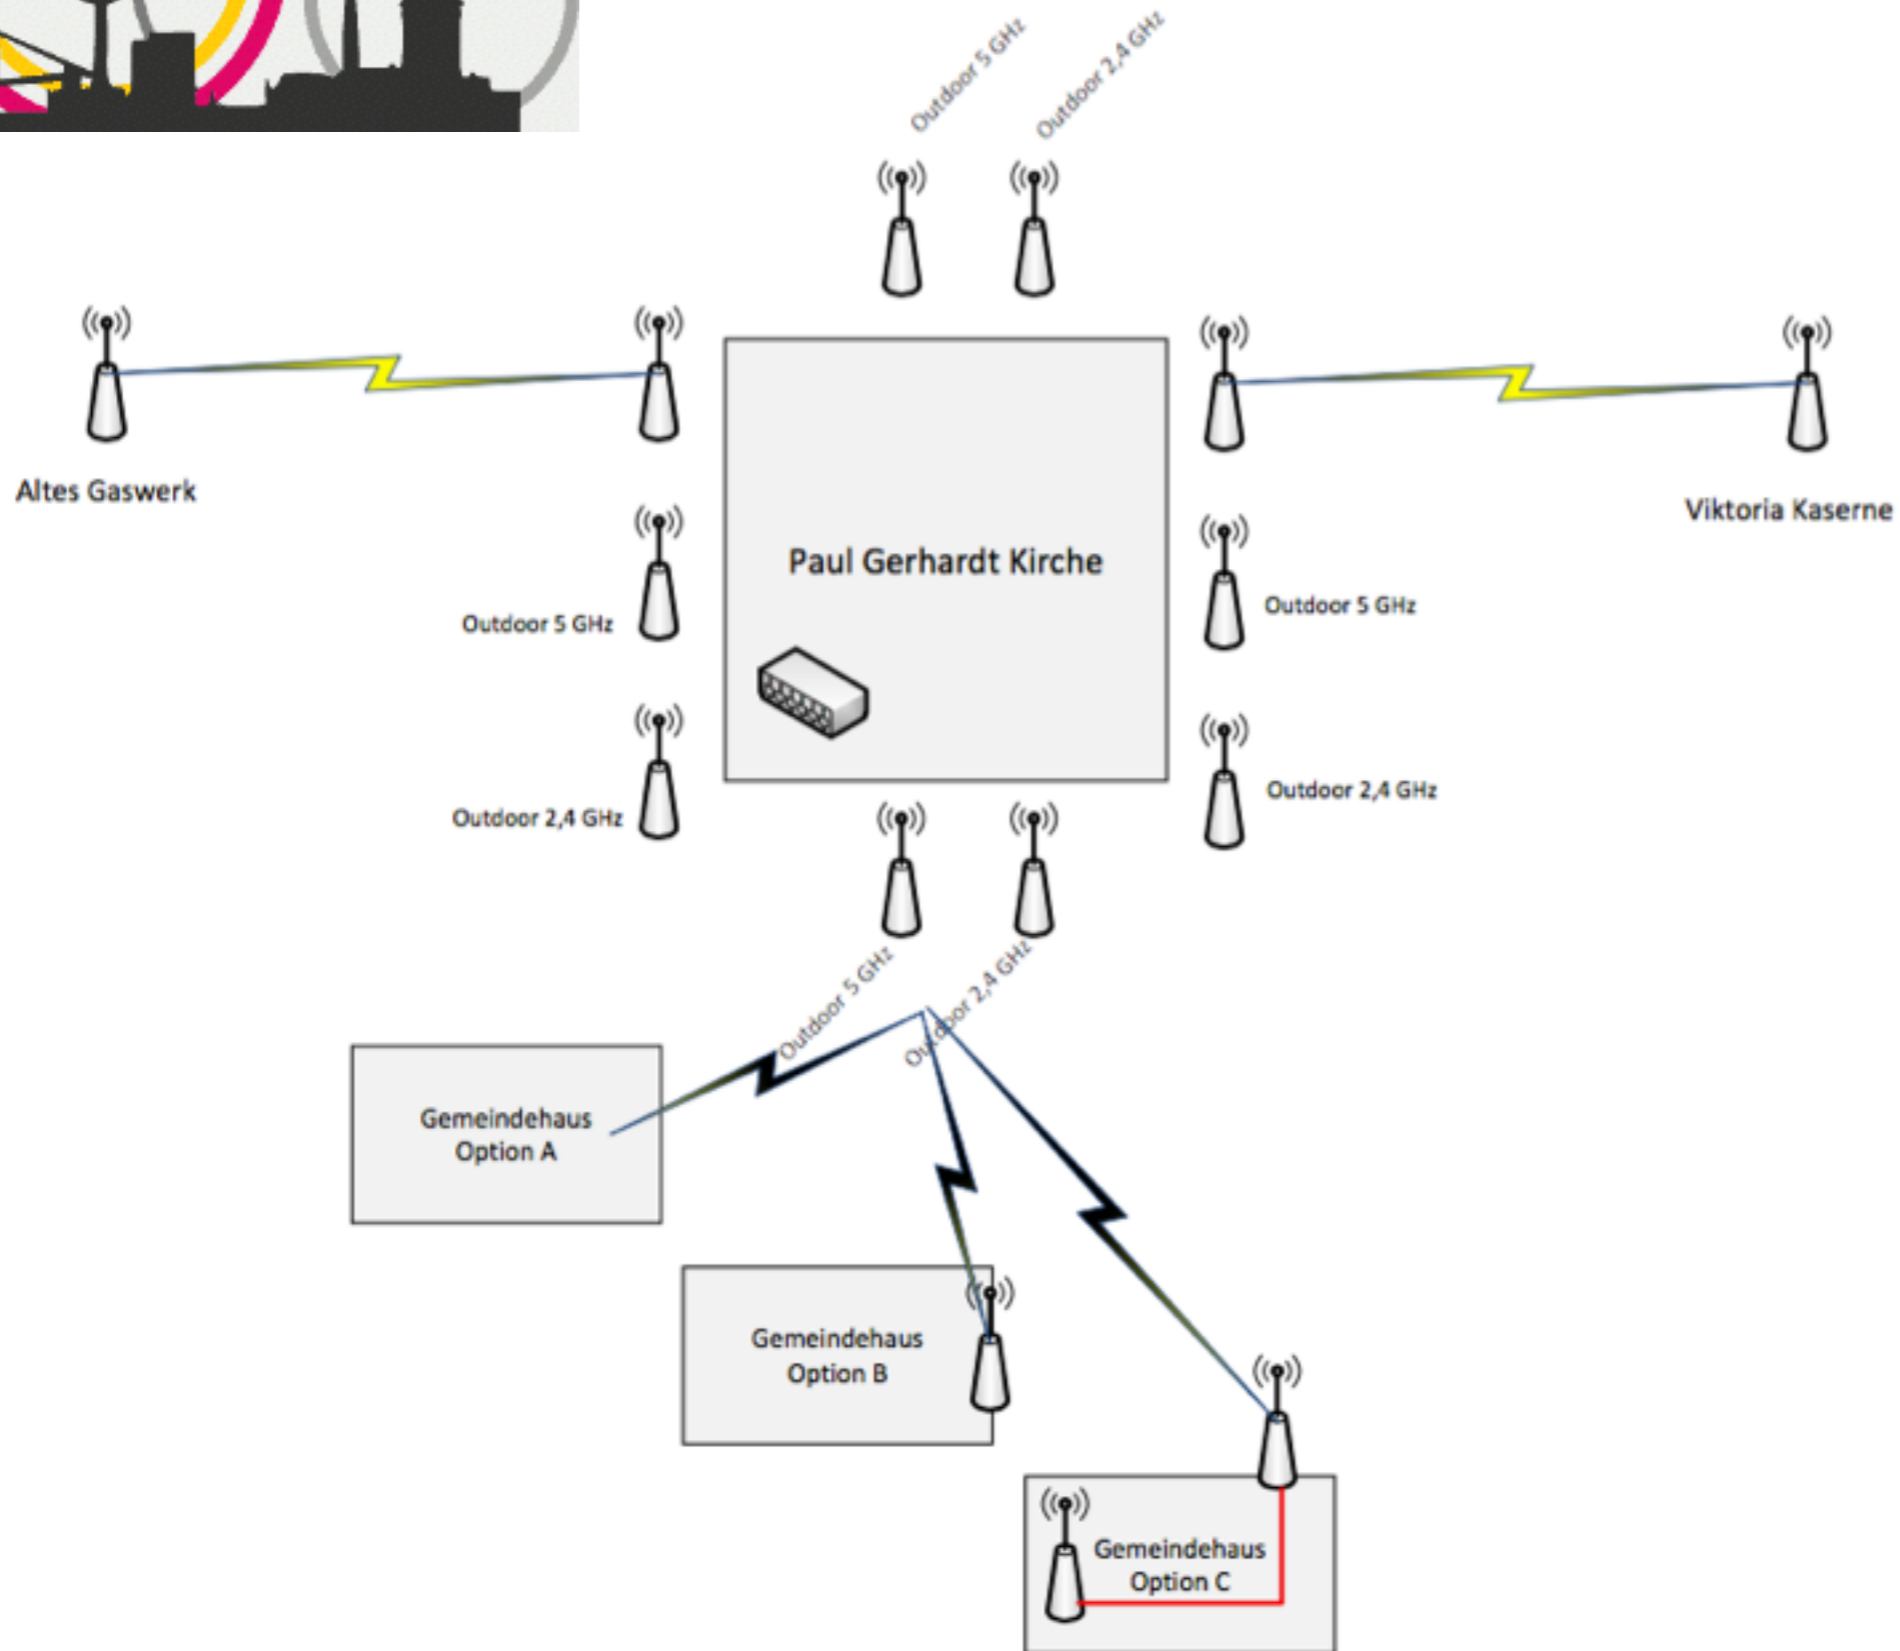 Outdoor 5 GHz
Outdoor 2,4 GHz
Altes Gaswerk
Viktoria Kaserne
Paul Gerhardt Kirche
Outdoor 5 GHz
Outdoor 5 GHz
Outdoor 2,4 GHz
Outdoor 2,4 GHz
Outdoor 5 GHz
Outdoor 2,4 GHz
Gemeindehaus
Option A
Gemeindehaus
Option B
Gemeindehaus
Option C